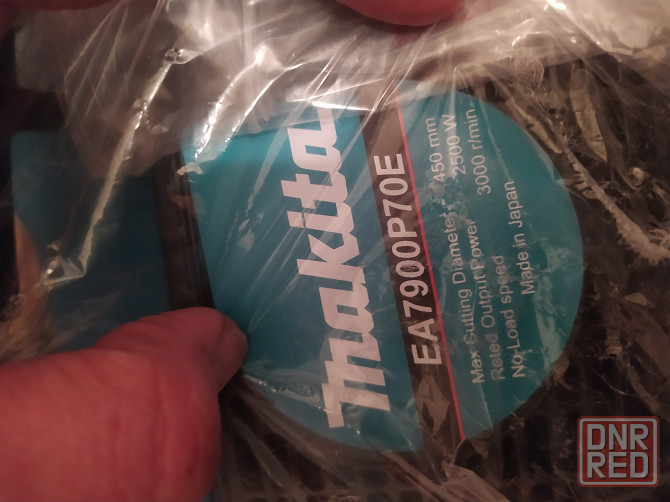 makita
EA7900P70E
Max Cutting Diameter 450 mm
Rated Output Power 2500 W
No-Load speed 3000 r/min
Made in Japan
DNR
RED